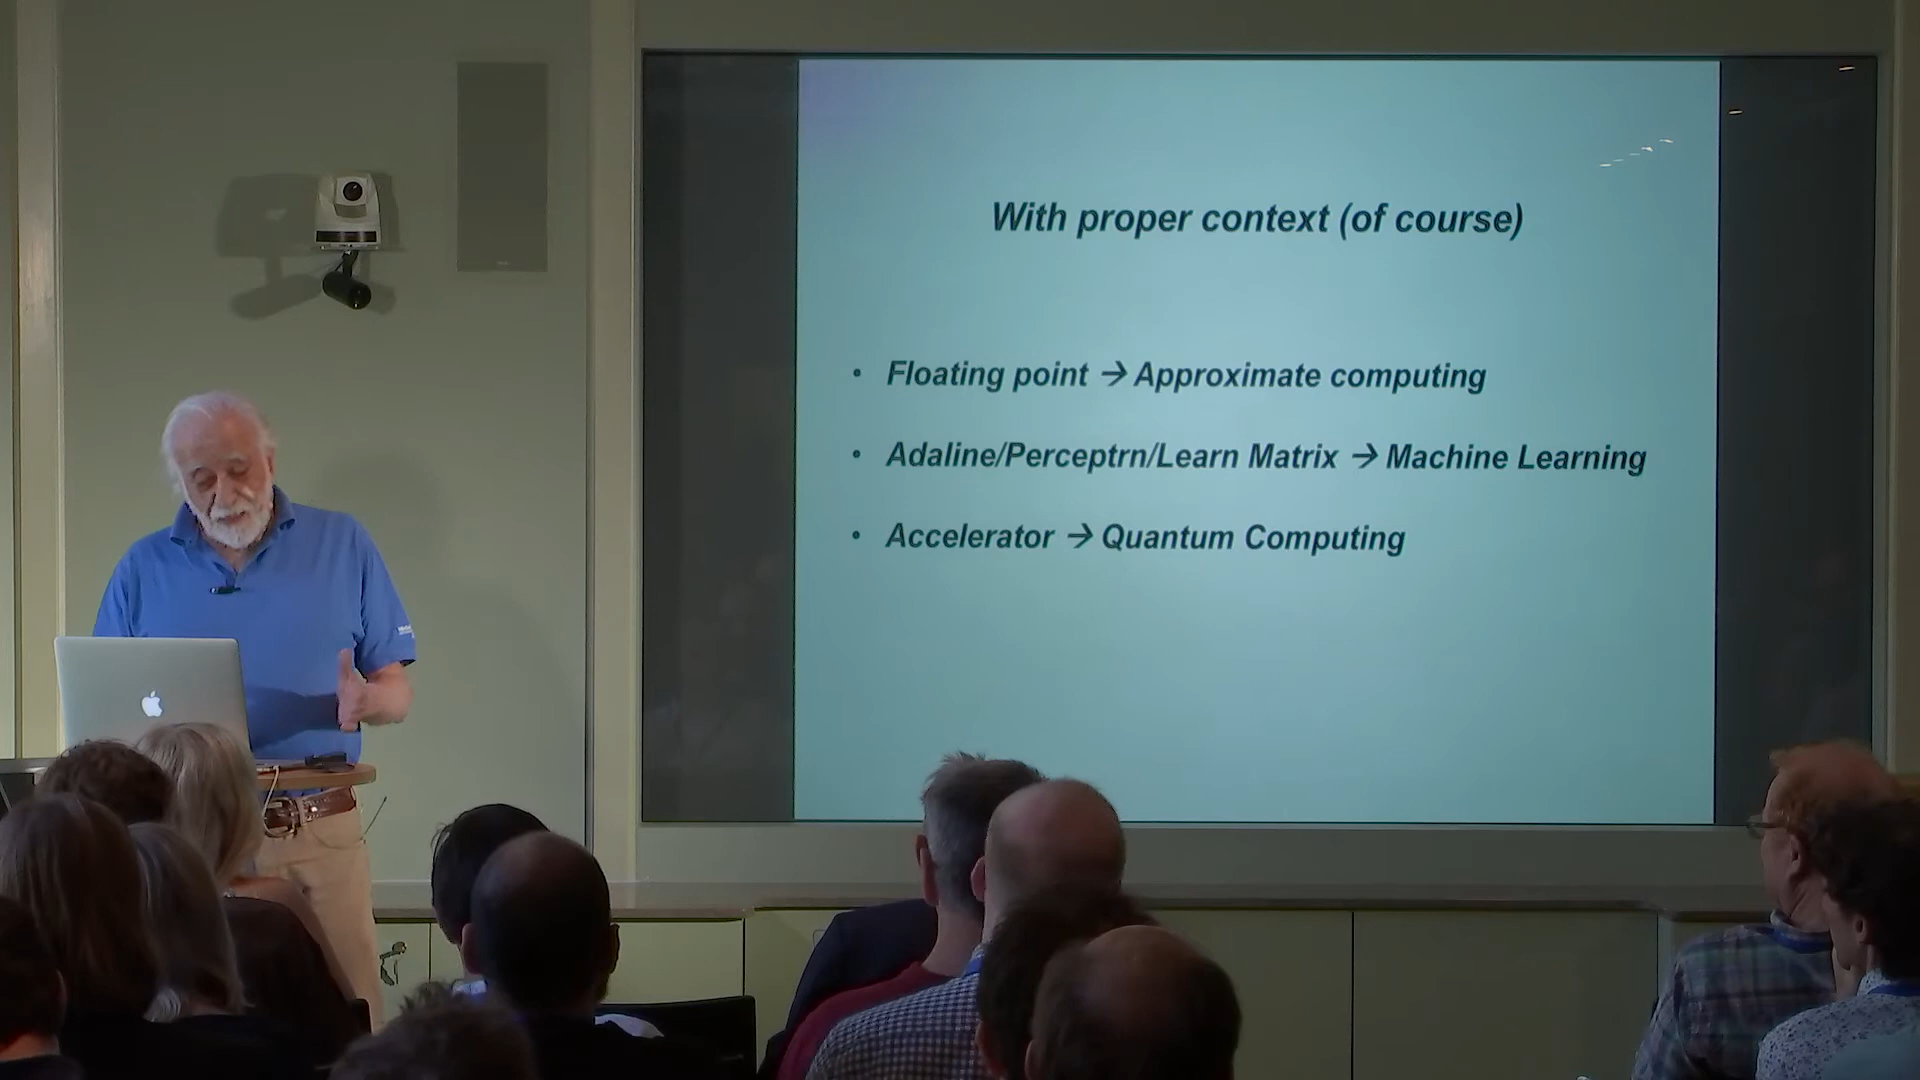 With proper context (of course)
• Floating point → Approximate computing
• Adaline/Perceptrn/Learn Matrix → Machine Learning
• Accelerator → Quantum Computing